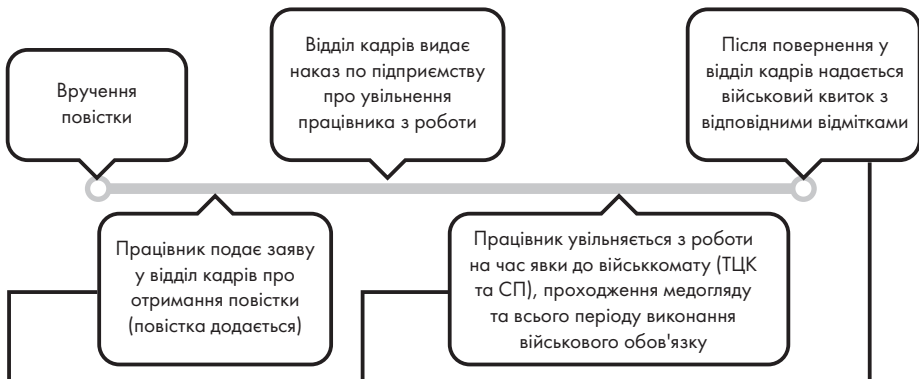 Вручення
повістки
Працівник подає заяву
у відділ кадрів про
отримання повістки
(повістка додається)
Відділ кадрів видає
наказ по підприємству
про увільнення
працівника з роботи
Працівник увільняється з роботи
на час явки до військкомату (ТЦК
та СП), проходження медогляду
та всього періоду виконання
військового обов'язку
Після повернення у
відділ кадрів надається
військовий квиток з
відповідними відмітками